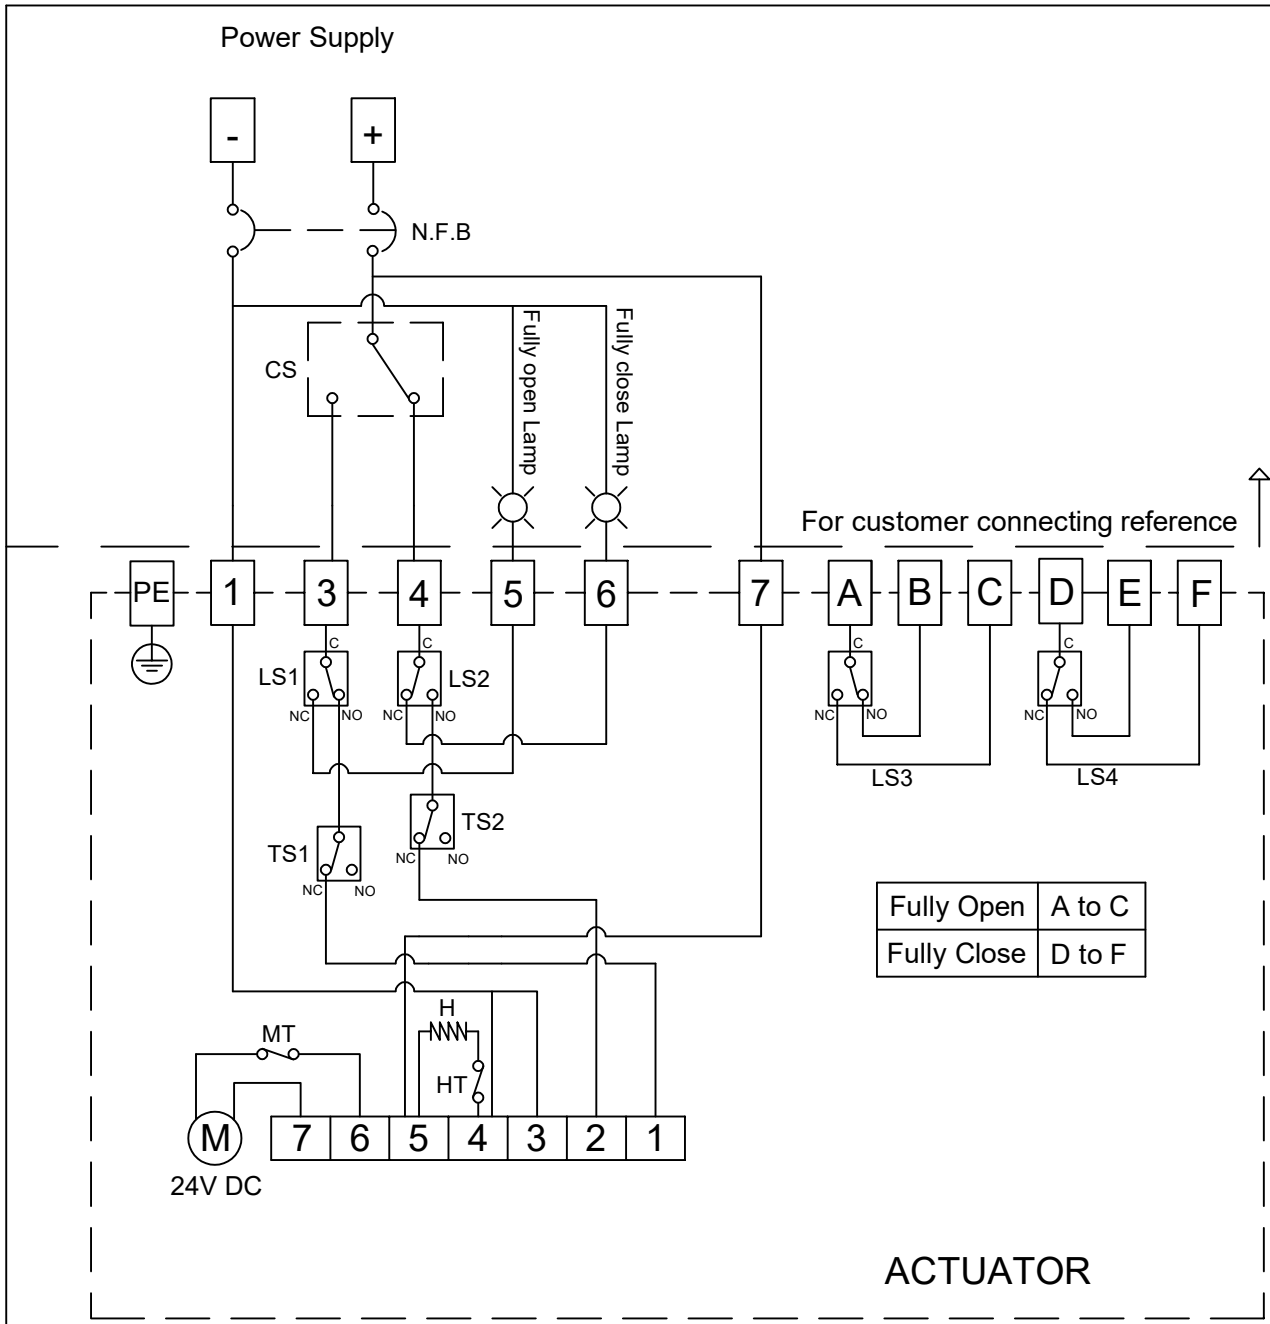 Power Supply
- +
N.F.B
CS
Fully open Lamp
Fully close Lamp
For customer connecting reference
PE 1 3 4 5 6 7 A B C D E F
C C C C
LS1 LS2
NC NO NC NO NC NO NC NO
LS3 LS4
TS2
NC NO
TS1
NC NO
Fully Open A to C
Fully Close D to F
H
MT
HT
M 7 6 5 4 3 2 1
24V DC
ACTUATOR